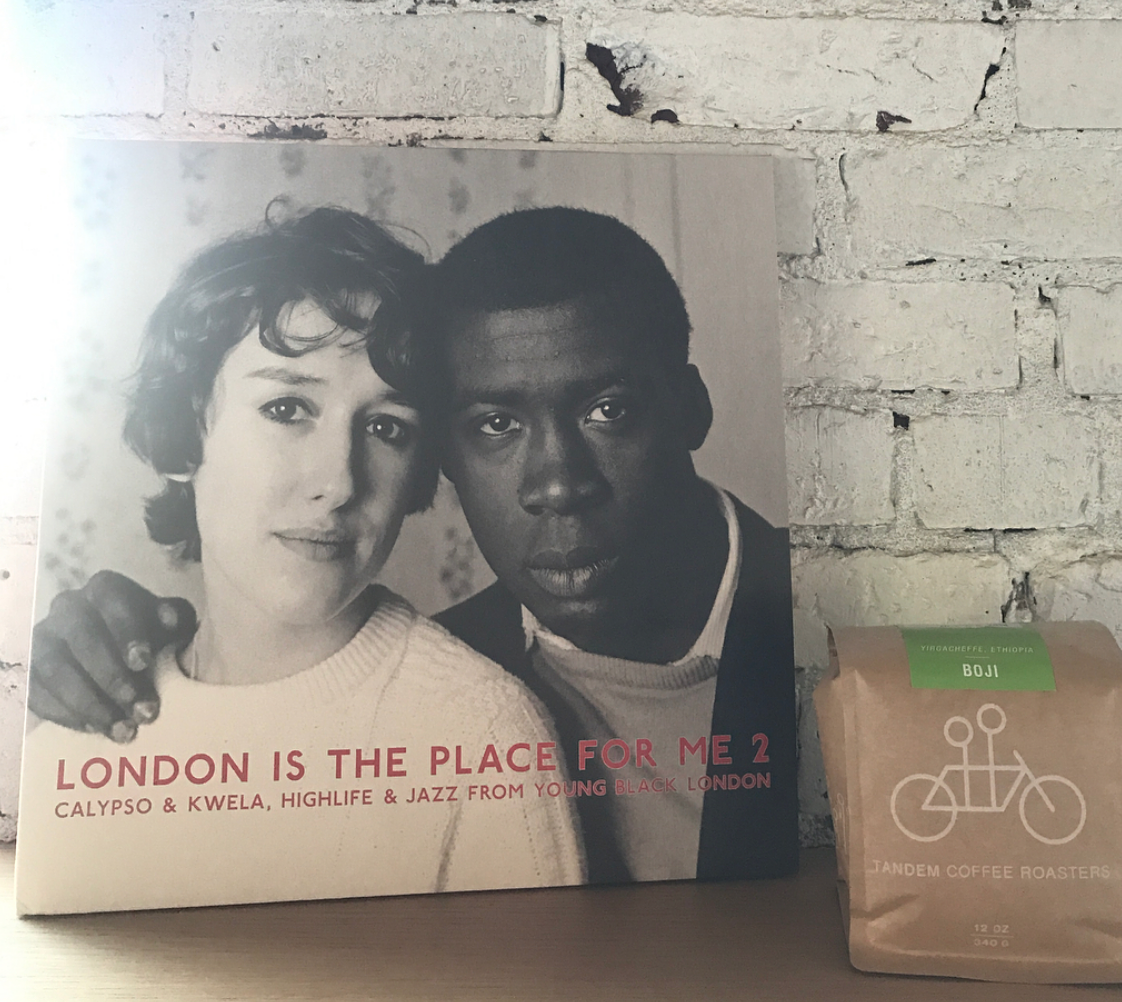 LONDON IS THE PLACE FOR ME 2
CALYPSO & KWELA, HIGHLIFE & JAZZ FROM YOUNG BLACK LONDON
YIRGACHEFFE, ETHIOPIA
BOJI
TANDEM COFFEE ROASTERS
12 OZ
340 G